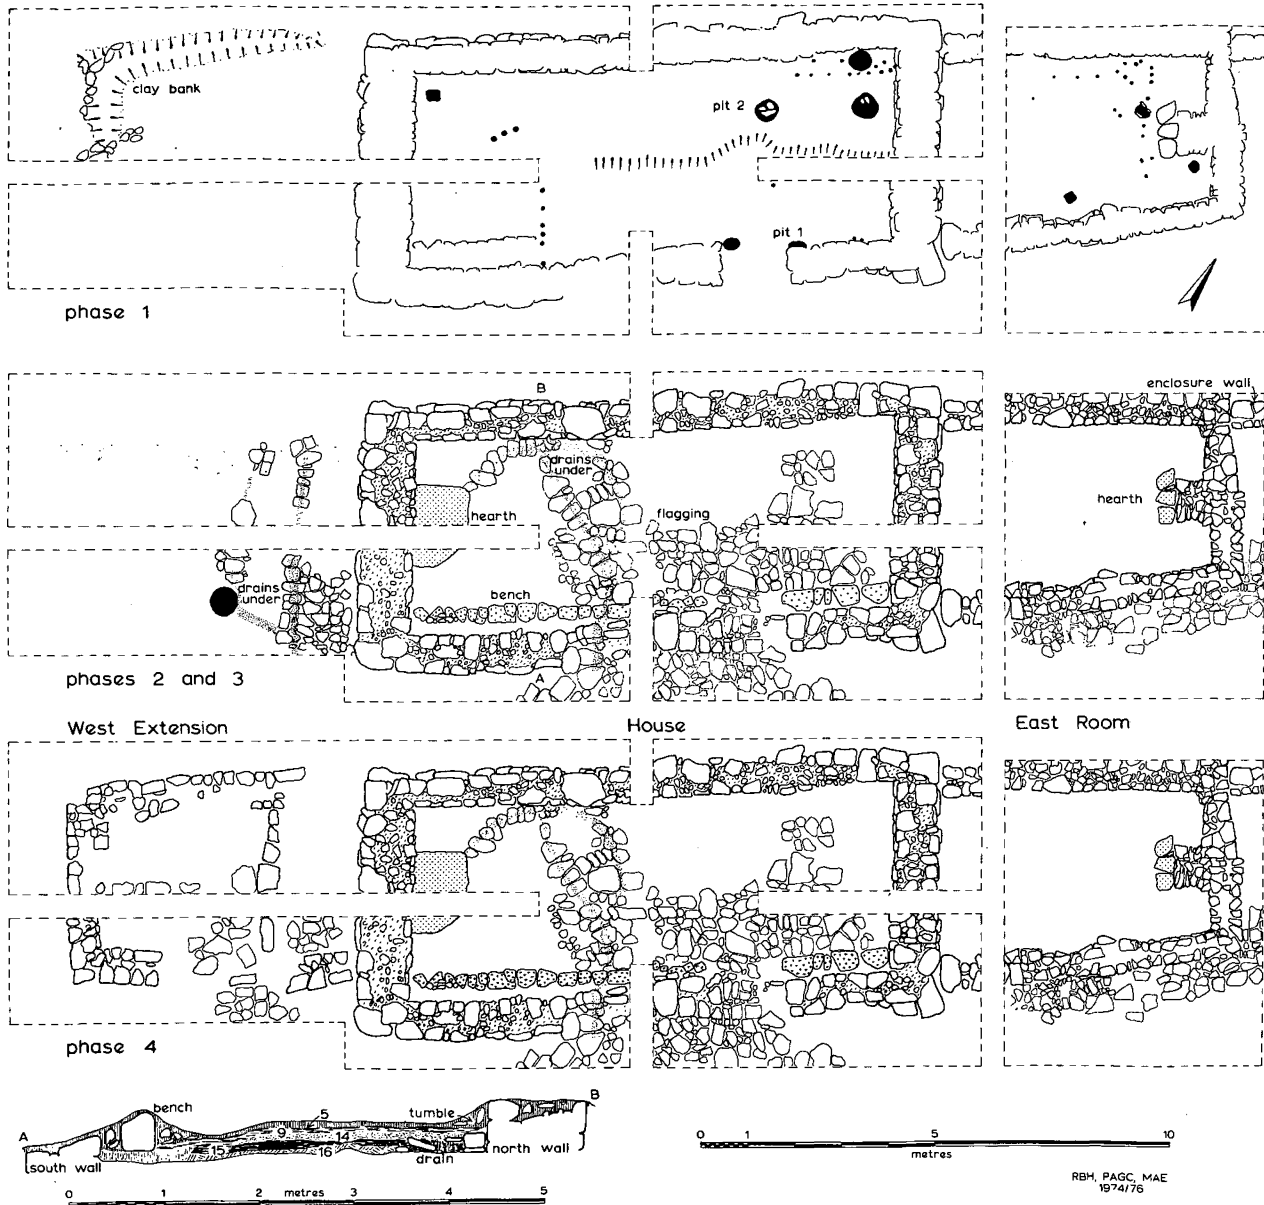 clay bank
pit 2
pit 1
phase 1
B
enclosure wall
drains
under
hearth
flagging
hearth
drains
under
bench
A
phases 2 and 3
West Extension
House
East Room
phase 4
bench
5
tumble
B
A
9
14
15
16
south wall
drain
north wall
0 1 2 metres 3 4 5
0 1 5 10
metres
RBH, PAGC, MAE
1974/76